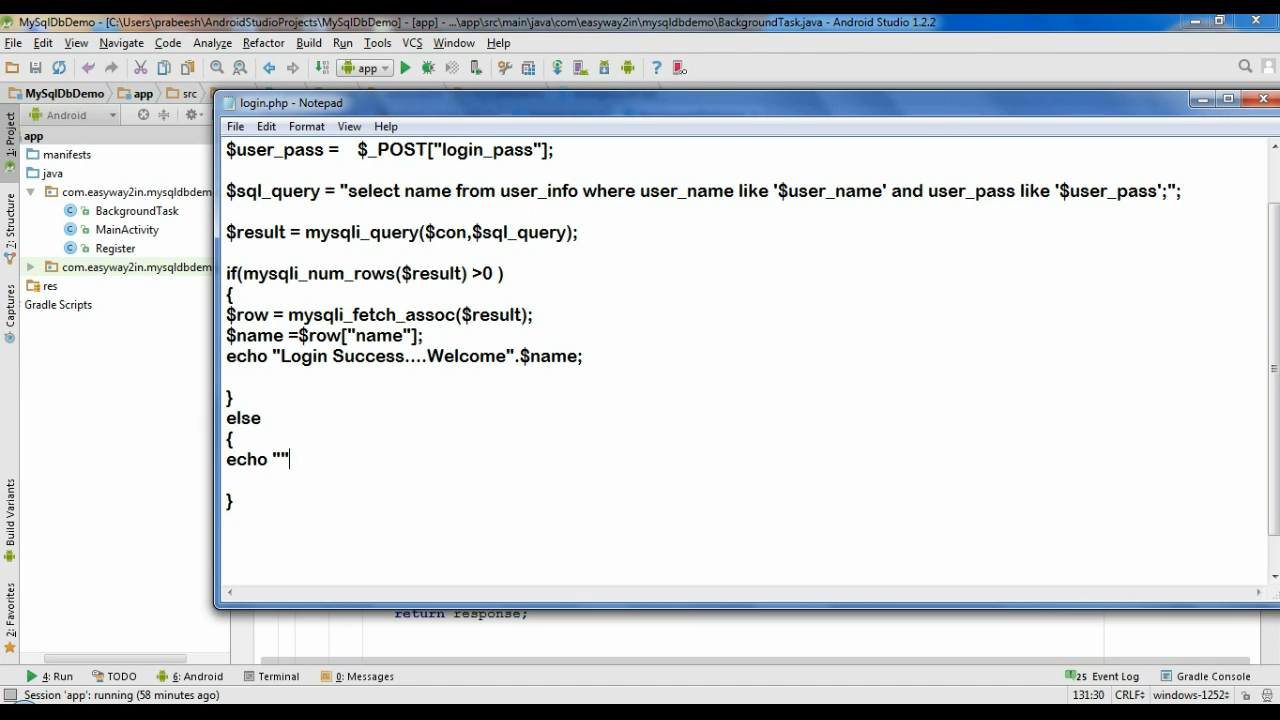 MySqlDbDemo - [C:\Users\prabeesh\AndroidStudioProjects\MySqlDbDemo] - [app] - ...\app\src\main\java\com\easyway2in\mysqldbdemo\BackgroundTask.java - Android Studio 1.2.2
File Edit View Navigate Code Analyze Refactor Build Run Tools VCS Window Help
app
MySqlDbDemo app src
login.php - Notepad
File Edit Format View Help
1: Project
Z: Structure
Captures
Build Variants
2: Favorites
Android
app
manifests
java
com.easyway2in.mysqldbdemo
BackgroundTask
MainActivity
Register
com.easyway2in.mysqldbdem
res
Gradle Scripts
$user_pass = $_POST["login_pass"];
$sql_query = "select name from user_info where user_name like '$user_name' and user_pass like '$user_pass';";
$result = mysqli_query($con,$sql_query);
if(mysqli_num_rows($result) >0 )
{
$row = mysqli_fetch_assoc($result);
$name =$row["name"];
echo "Login Success....Welcome".$name;
}
else
{
echo ""
}
return response;
4: Run TODO 6: Android Terminal 0: Messages 25 Event Log Gradle Console
Session 'app': running (58 minutes ago) 131:30 CRLF windows-1252